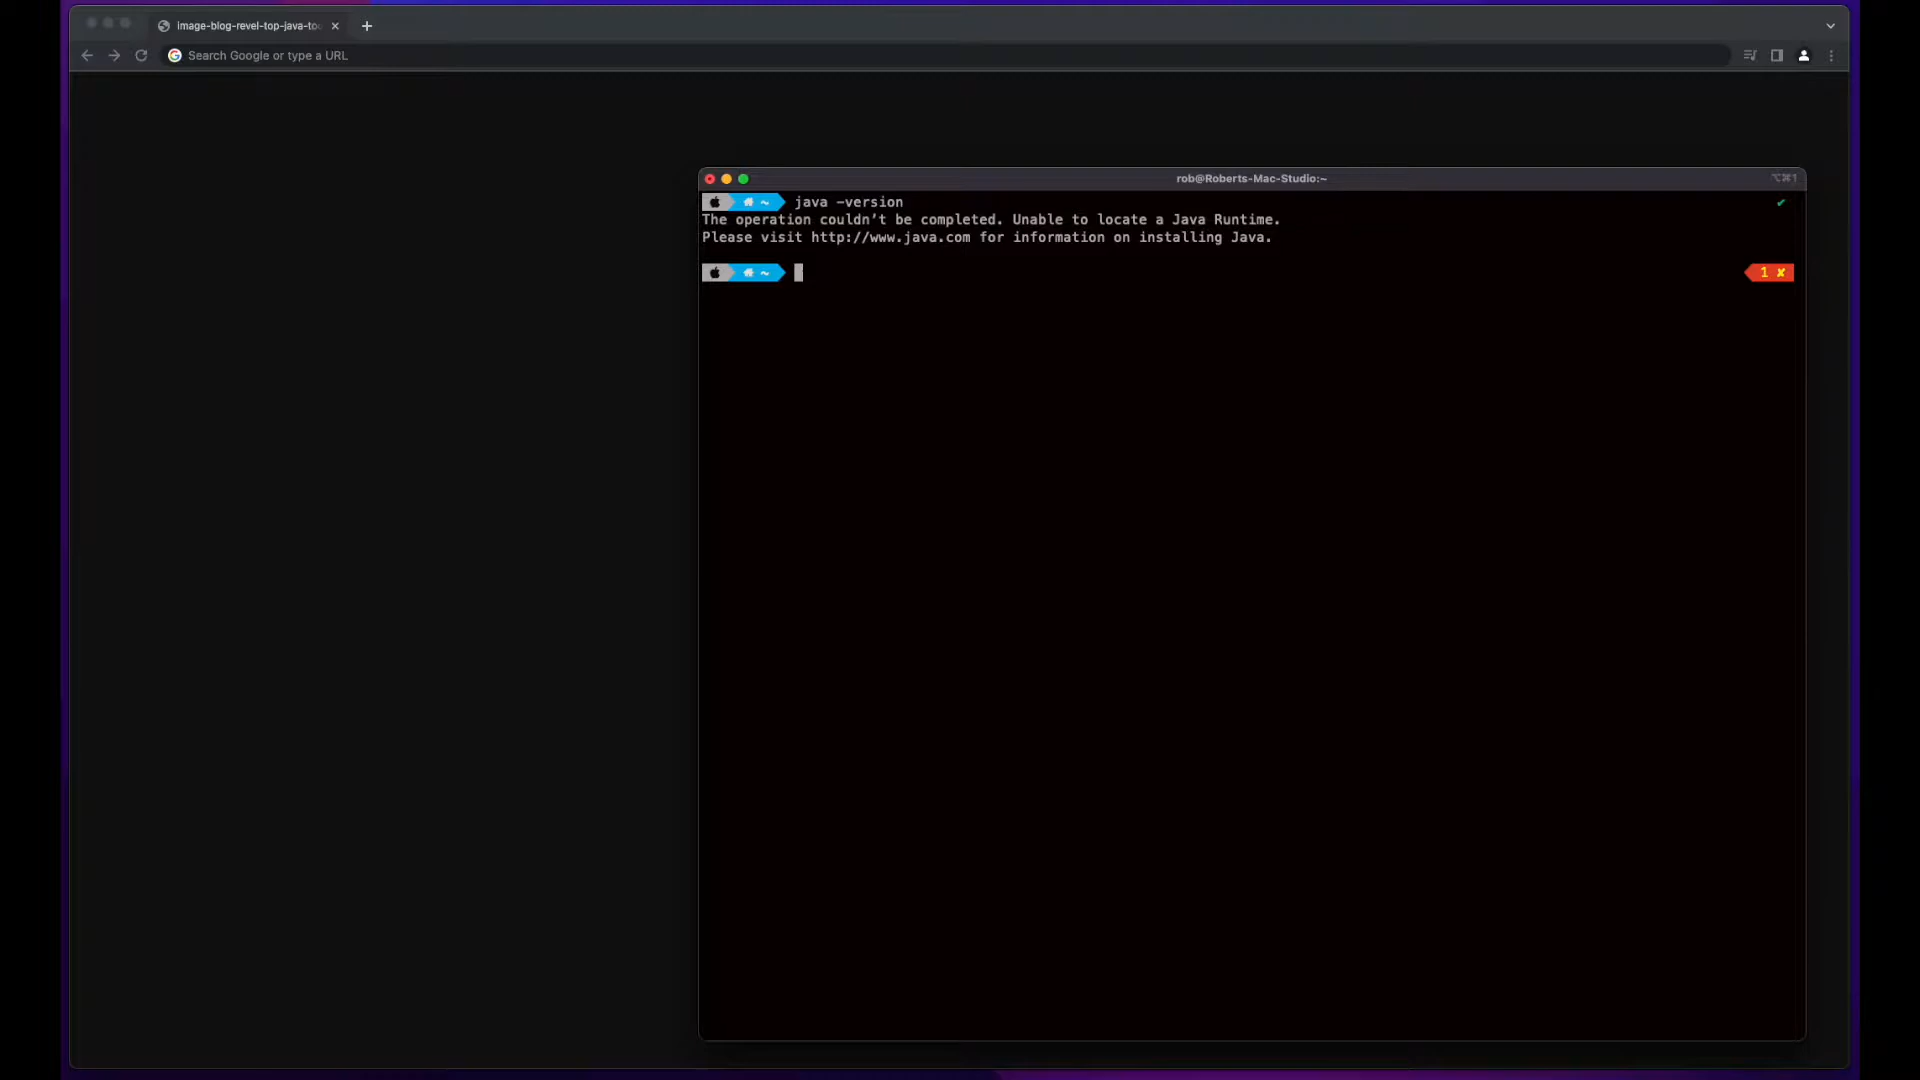 image-blog-revel-top-java-too
Search Google or type a URL
rob@Roberts-Mac-Studio:~
⌥⌘1
~ java -version ✔
The operation couldn’t be completed. Unable to locate a Java Runtime.
Please visit http://www.java.com for information on installing Java.
~ 1 ✘